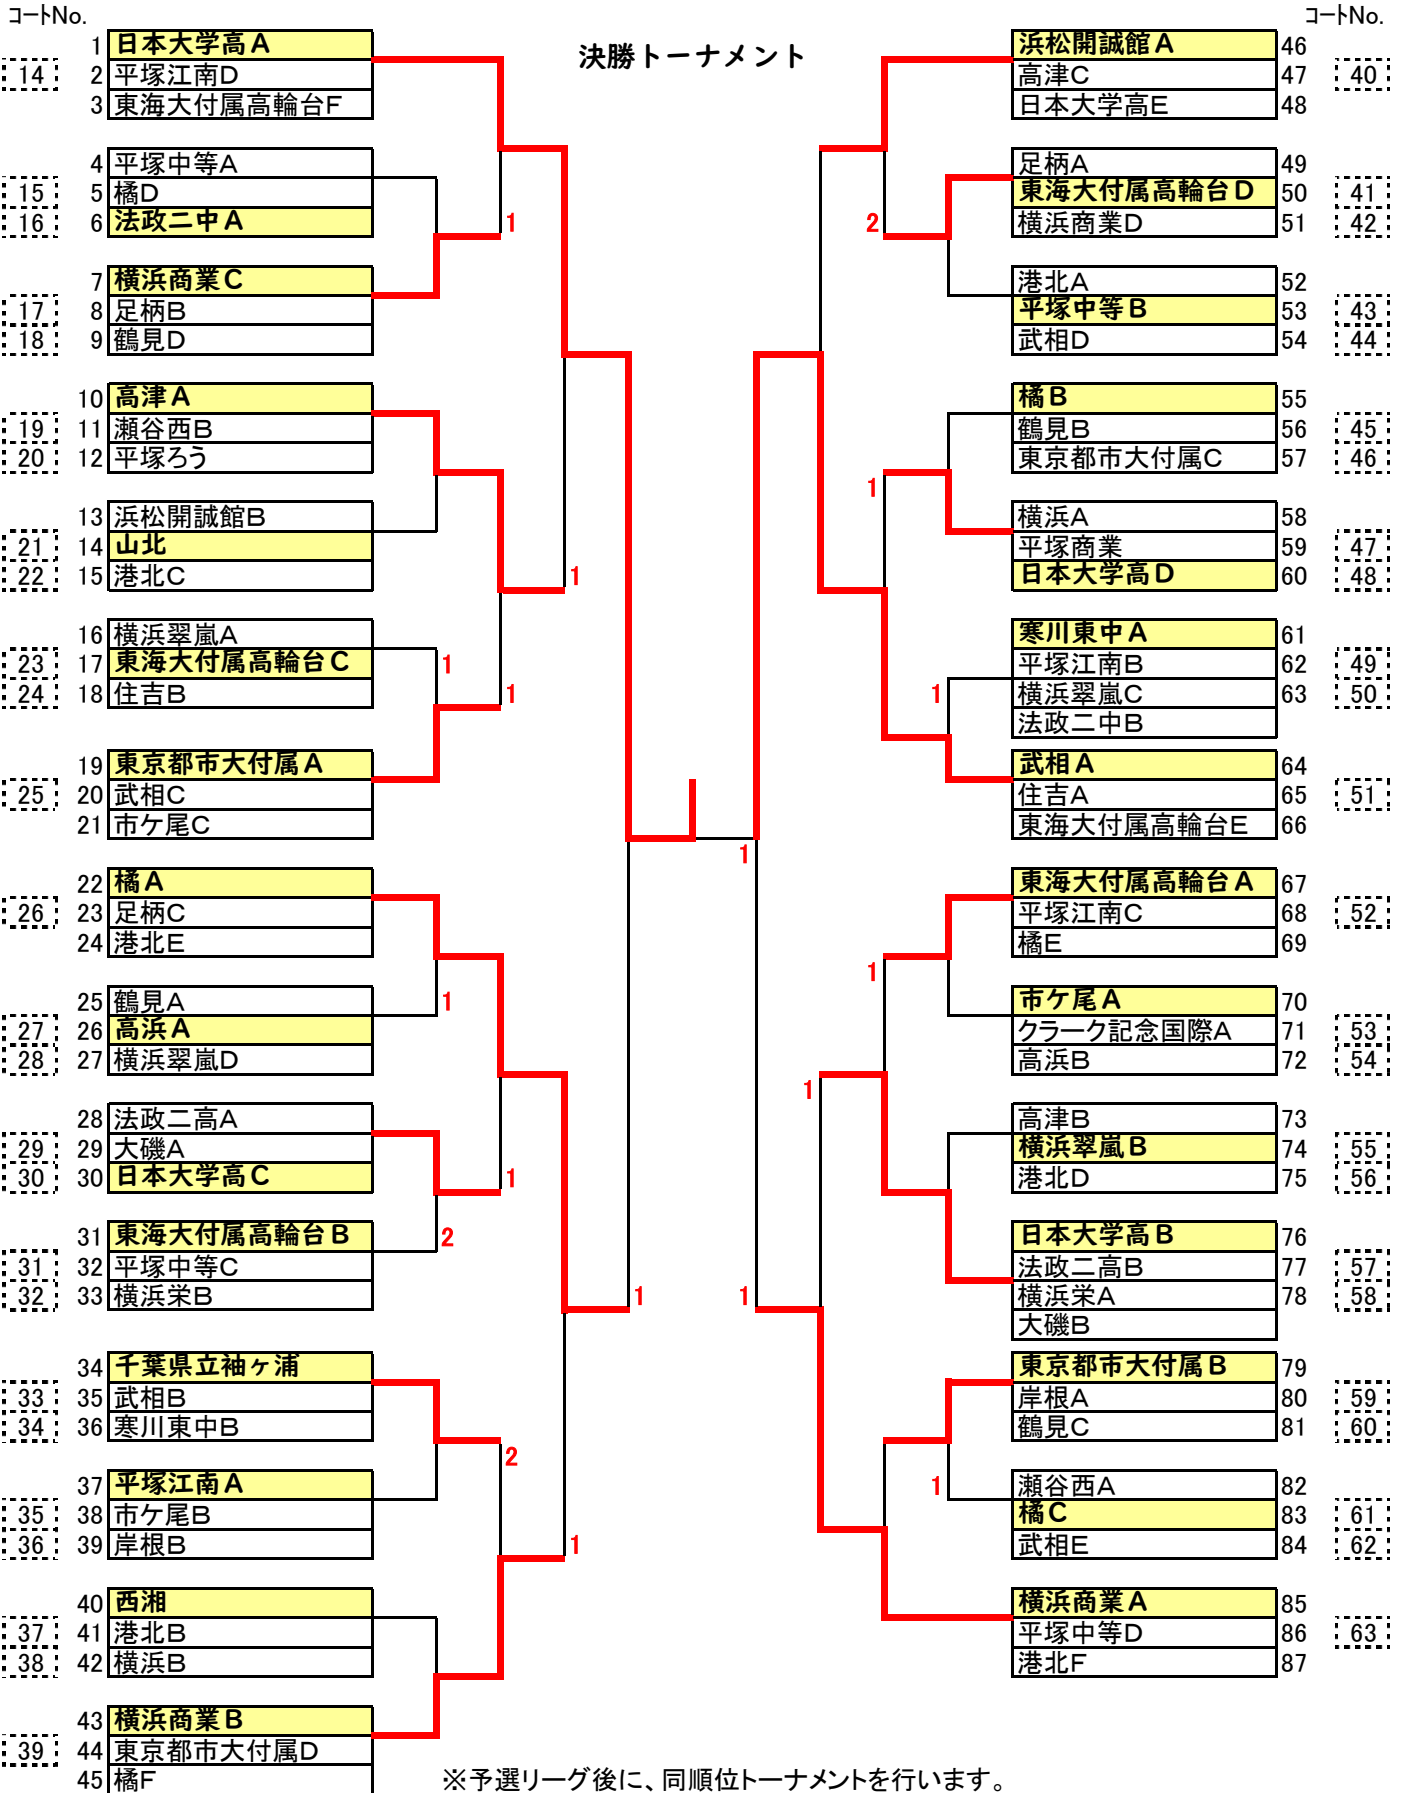 コートNo.
コートNo.
決勝トーナメント
1 日本大学高A
14 2 平塚江南D
3 東海大付属高輪台F
4 平塚中等A
15 5 橘D
16 6 法政二中A
1
7 横浜商業C
17 8 足柄B
18 9 鶴見D
10 高津A
19 11 瀬谷西B
20 12 平塚ろう
13 浜松開誠館B
21 14 山北
22 15 港北C
1
16 横浜翠嵐A
23 17 東海大付属高輪台C
1
24 18 住吉B
1
19 東京都市大付属A
25 20 武相C
21 市ケ尾C
22 橘A
26 23 足柄C
24 港北E
25 鶴見A
1
27 26 高浜A
28 27 横浜翠嵐D
28 法政二高A
29 29 大磯A
30 30 日本大学高C
1
31 東海大付属高輪台B
2
31 32 平塚中等C
32 33 横浜栄B
1
34 千葉県立袖ヶ浦
33 35 武相B
34 36 寒川東中B
2
37 平塚江南A
35 38 市ケ尾B
36 39 岸根B
1
40 西湘
37 41 港北B
38 42 横浜B
43 横浜商業B
39 44 東京都市大付属D
45 橘F
浜松開誠館A 46
高津C 47 40
日本大学高E 48
足柄A 49
東海大付属高輪台D 50 41
2
横浜商業D 51 42
港北A 52
平塚中等B 53 43
武相D 54 44
橘B 55
鶴見B 56 45
東京都市大付属C 57 46
1
横浜A 58
平塚商業 59 47
日本大学高D 60 48
寒川東中A 61
平塚江南B 62 49
1
横浜翠嵐C 63 50
法政二中B
武相A 64
住吉A 65 51
東海大付属高輪台E 66
1
東海大付属高輪台A 67
平塚江南C 68 52
橘E 69
1
市ケ尾A 70
クラーク記念国際A 71 53
高浜B 72 54
1
高津B 73
横浜翠嵐B 74 55
港北D 75 56
日本大学高B 76
法政二高B 77 57
1
横浜栄A 78 58
大磯B
東京都市大付属B 79
岸根A 80 59
鶴見C 81 60
1
瀬谷西A 82
橘C 83 61
武相E 84 62
横浜商業A 85
平塚中等D 86 63
港北F 87
※予選リーグ後に、同順位トーナメントを行います。